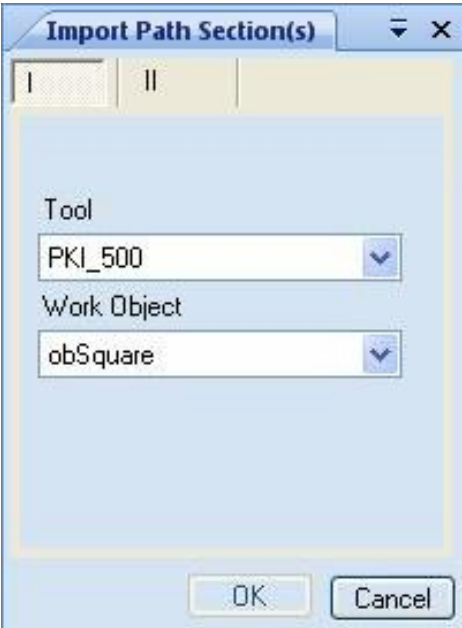 Import Path Section(s)
I II
Tool
PKI_500
Work Object
obSquare
OK Cancel